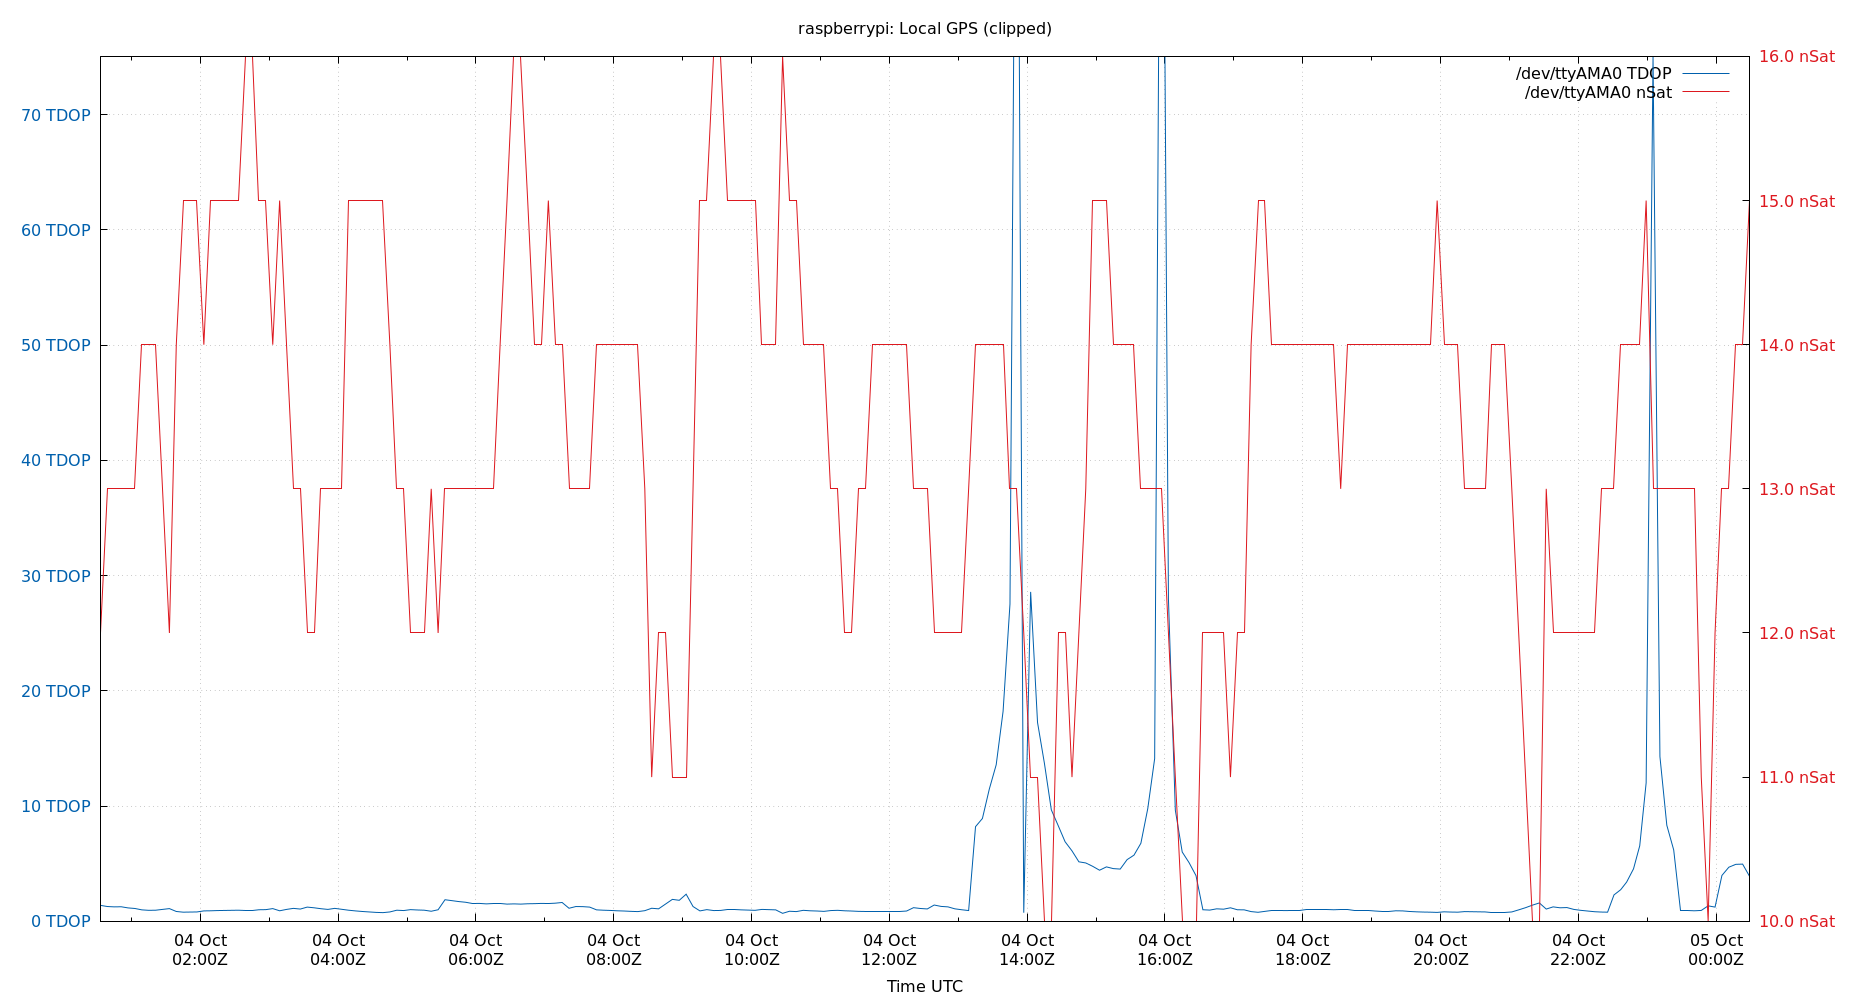 raspberrypi: Local GPS (clipped)
/dev/ttyAMA0 TDOP
/dev/ttyAMA0 nSat
70 TDOP
60 TDOP
50 TDOP
40 TDOP
30 TDOP
20 TDOP
10 TDOP
0 TDOP
16.0 nSat
15.0 nSat
14.0 nSat
13.0 nSat
12.0 nSat
11.0 nSat
10.0 nSat
04 Oct
02:00Z
04 Oct
04:00Z
04 Oct
06:00Z
04 Oct
08:00Z
04 Oct
10:00Z
04 Oct
12:00Z
04 Oct
14:00Z
04 Oct
16:00Z
04 Oct
18:00Z
04 Oct
20:00Z
04 Oct
22:00Z
05 Oct
00:00Z
Time UTC